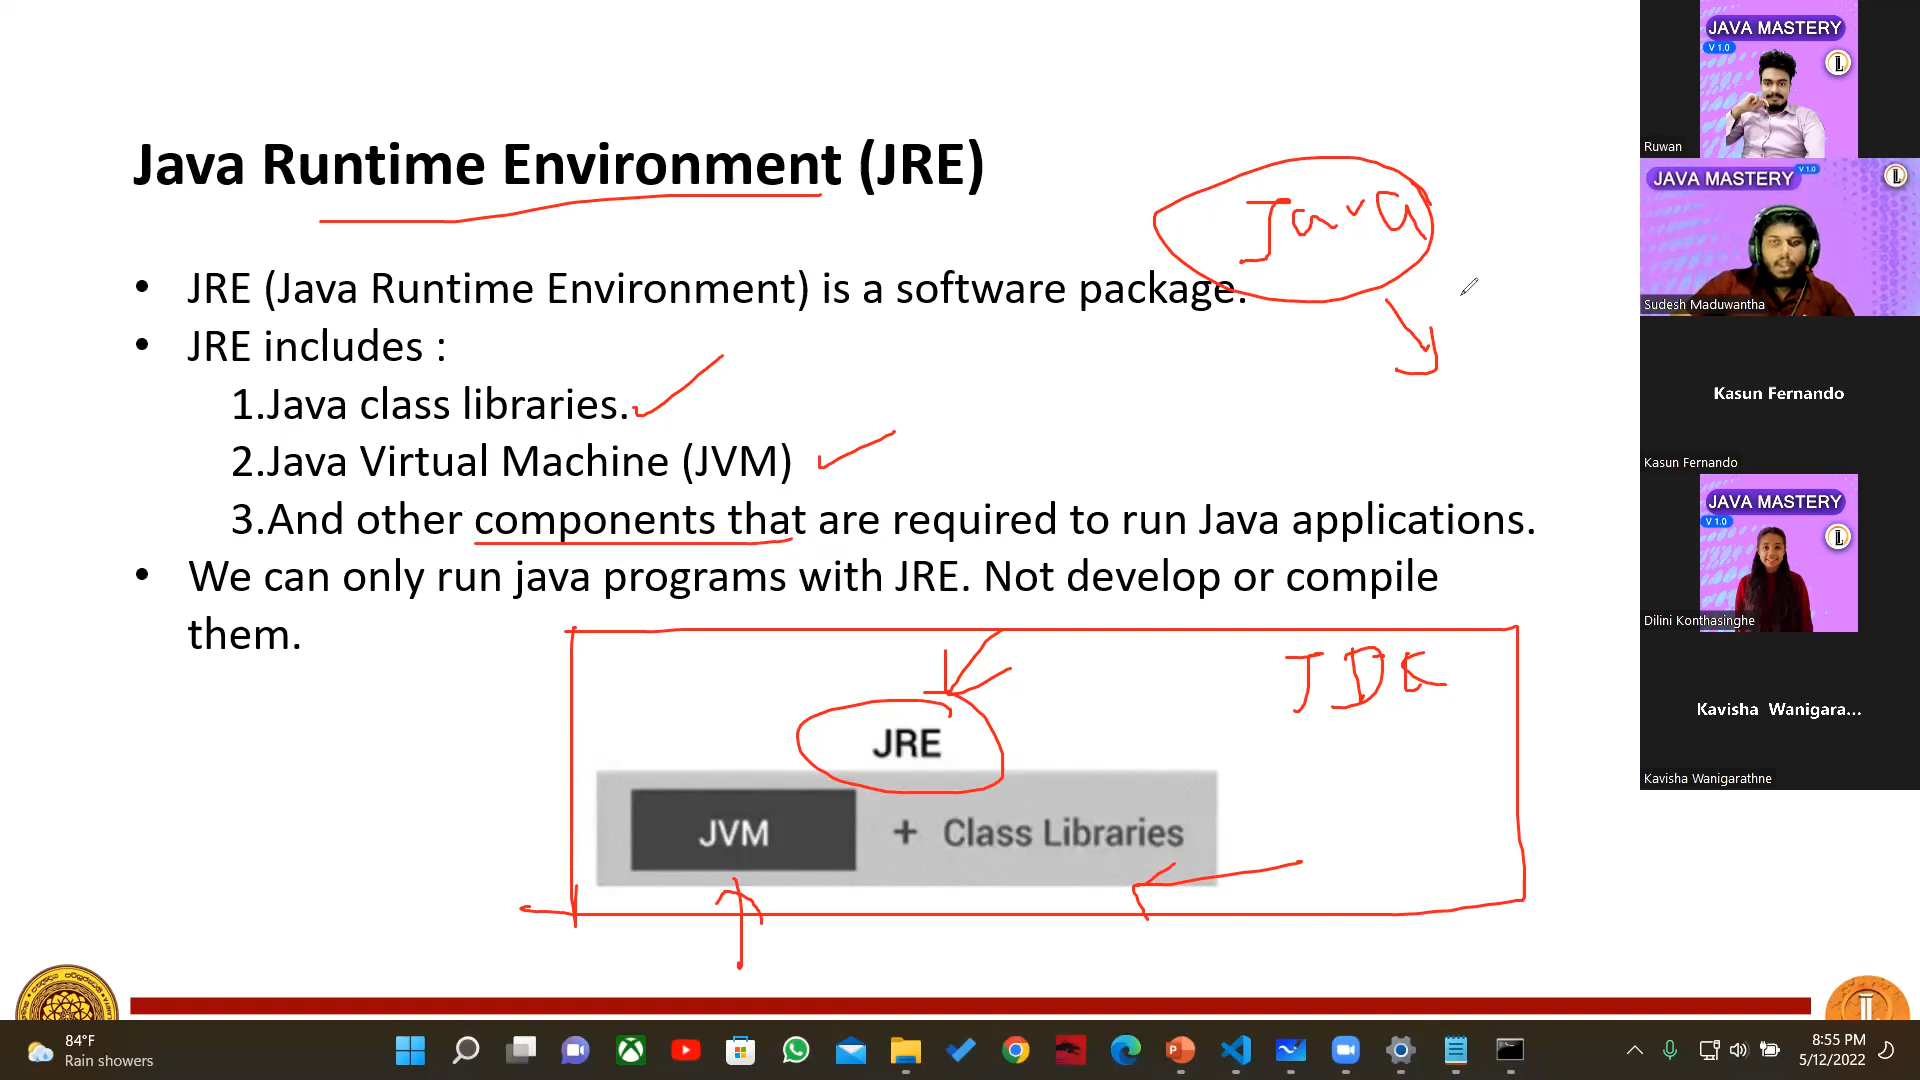 Java Runtime Environment (JRE)
Java
• JRE (Java Runtime Environment) is a software package.
• JRE includes :
1.Java class libraries.
2.Java Virtual Machine (JVM)
3.And other components that are required to run Java applications.
• We can only run java programs with JRE. Not develop or compile
them.
JDK
JRE
JVM + Class Libraries
JAVA MASTERY
V 1.0
Ruwan
JAVA MASTERY V 1.0
Sudesh Maduwantha
Kasun Fernando
Kasun Fernando
JAVA MASTERY
V 1.0
Dilini Konthasinghe
Kavisha Wanigara...
Kavisha Wanigarathne
84°F
Rain showers
8:55 PM
5/12/2022